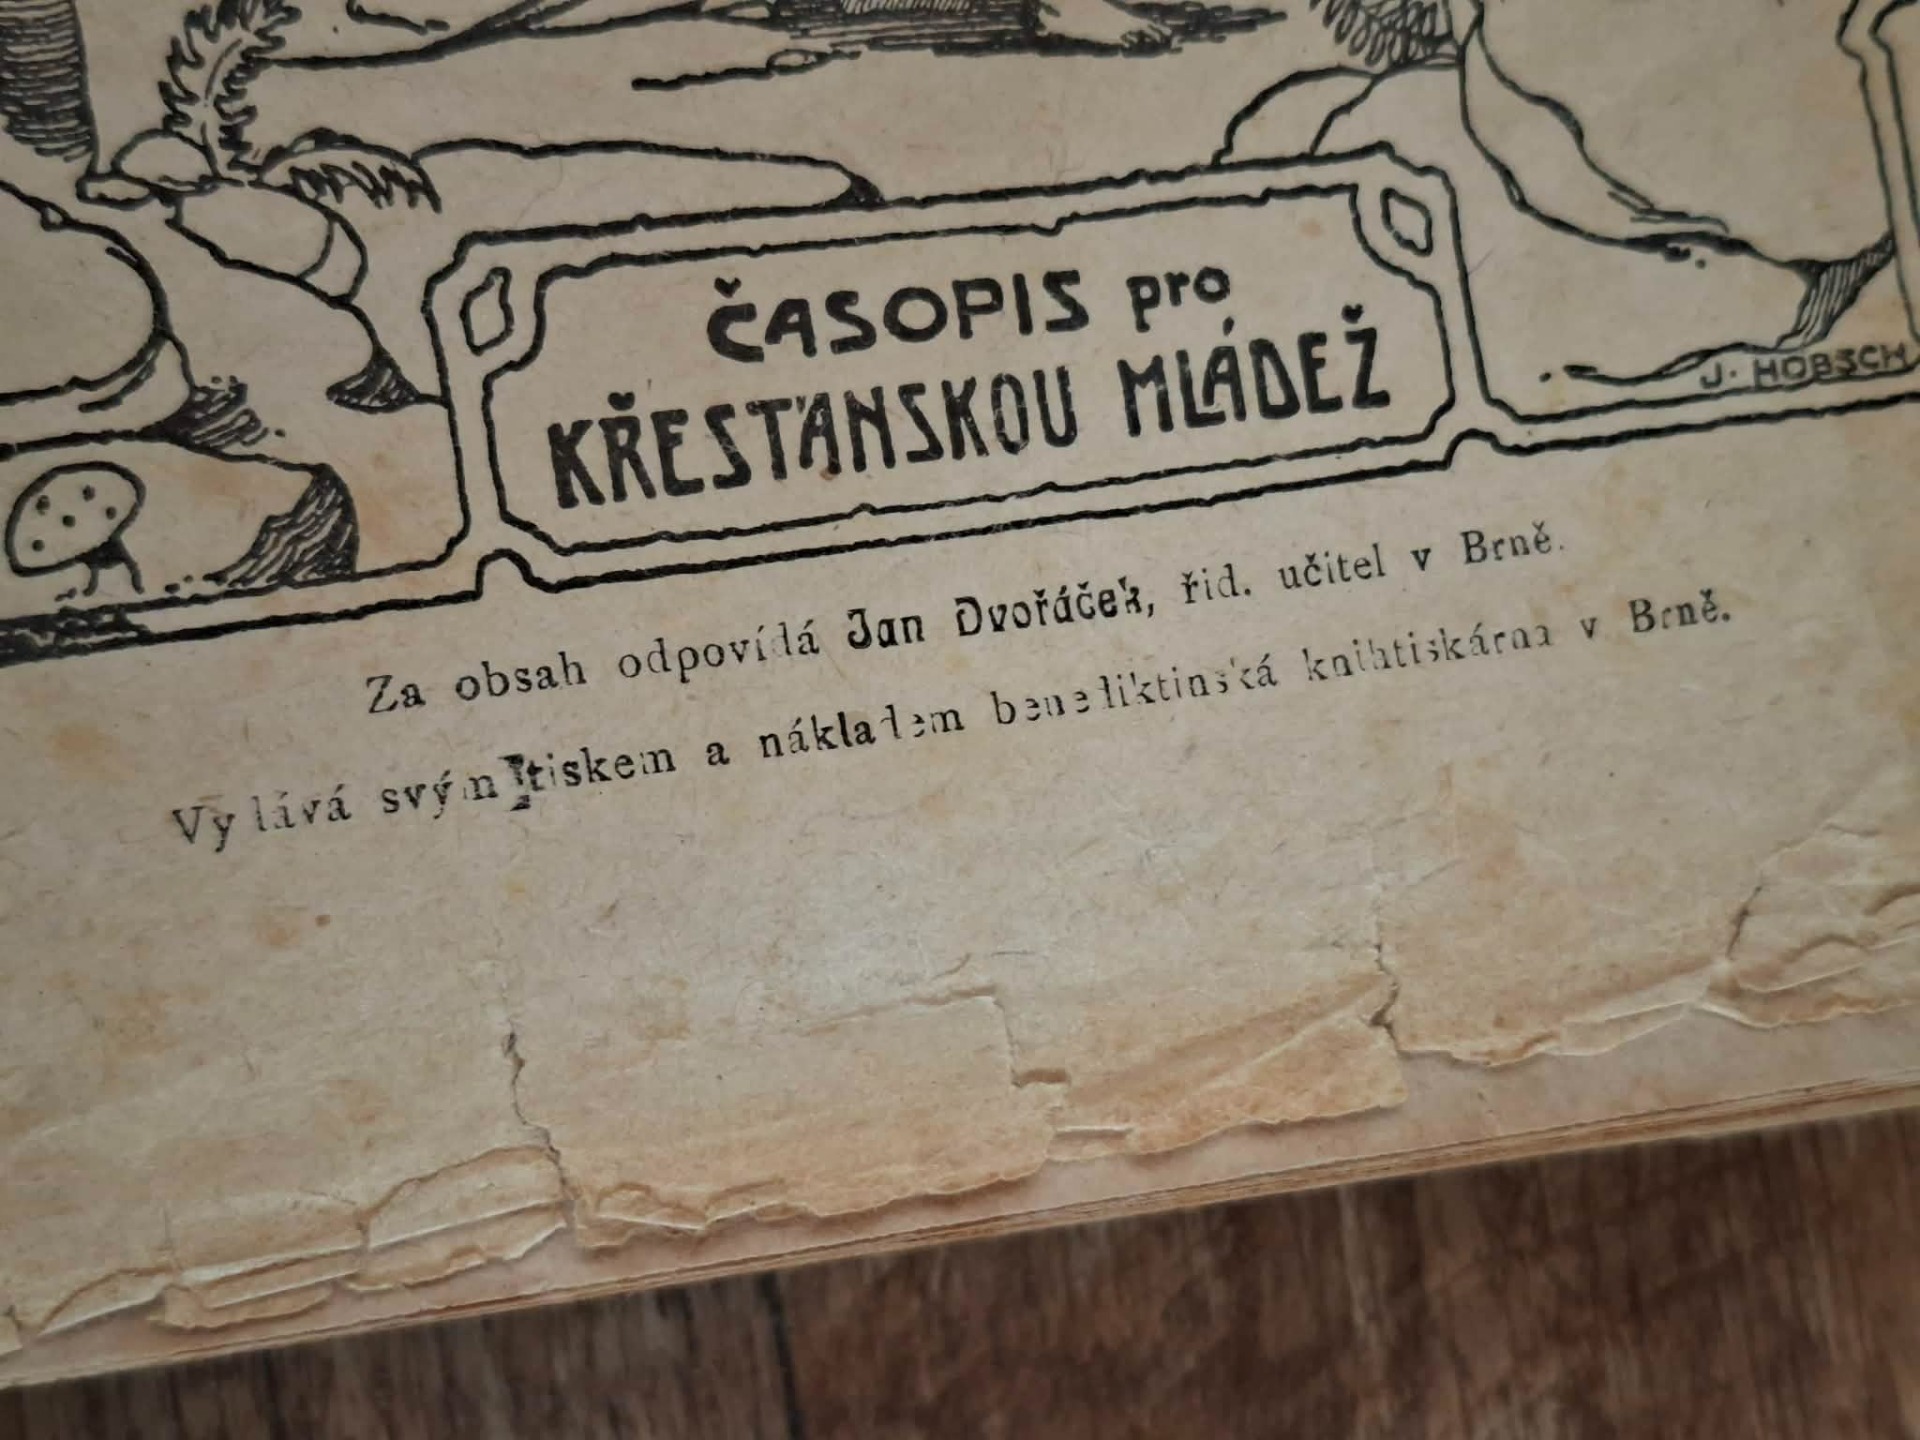 ČASOPIS pro
KŘESŤANSKOU MLÁDEŽ
J. HOBSCH
Za obsah odpovídá Jan Dvořáček, řid. učitel v Brně.
Vydává svým tiskem a nákladem benediktinská knihtiskárna v Brně.